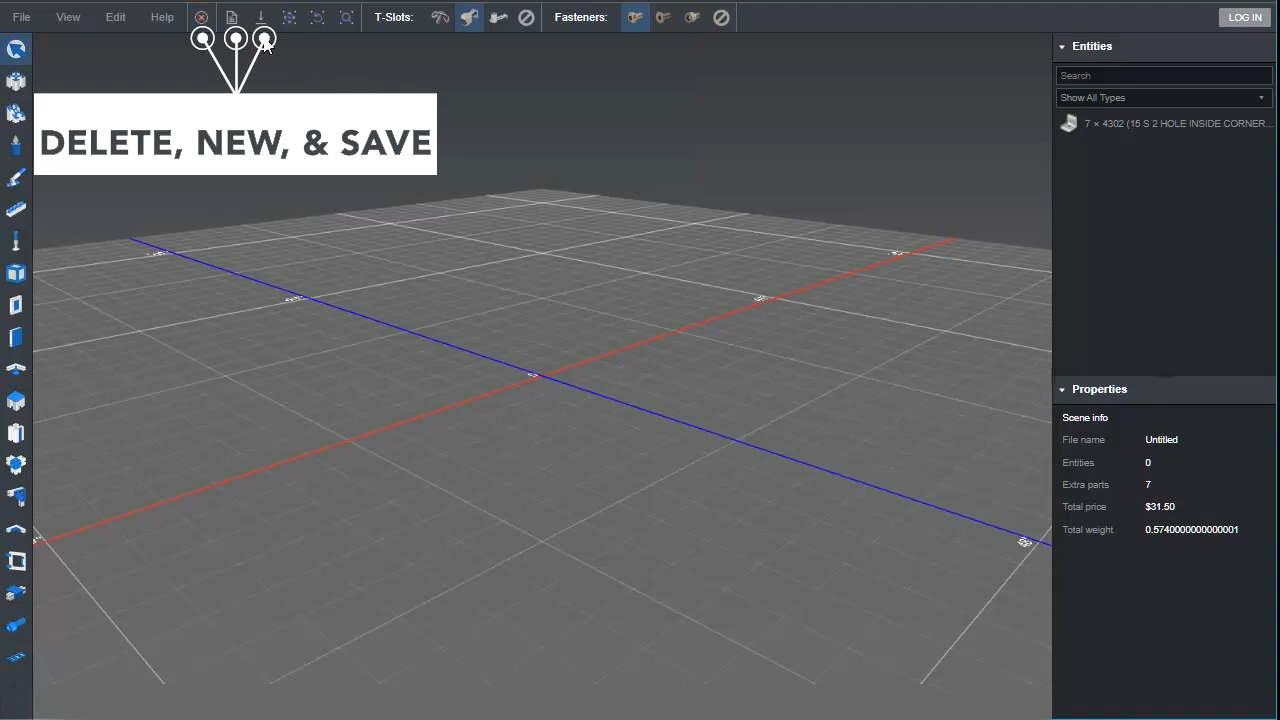 File View Edit Help T-Slots: Fasteners: LOG IN
DELETE, NEW, & SAVE
Entities
Search
Show All Types
7 × 4302 (15 S 2 HOLE INSIDE CORNER...
Properties
Scene info
File name Untitled
Entities 0
Extra parts 7
Total price $31.50
Total weight 0.5740000000000001